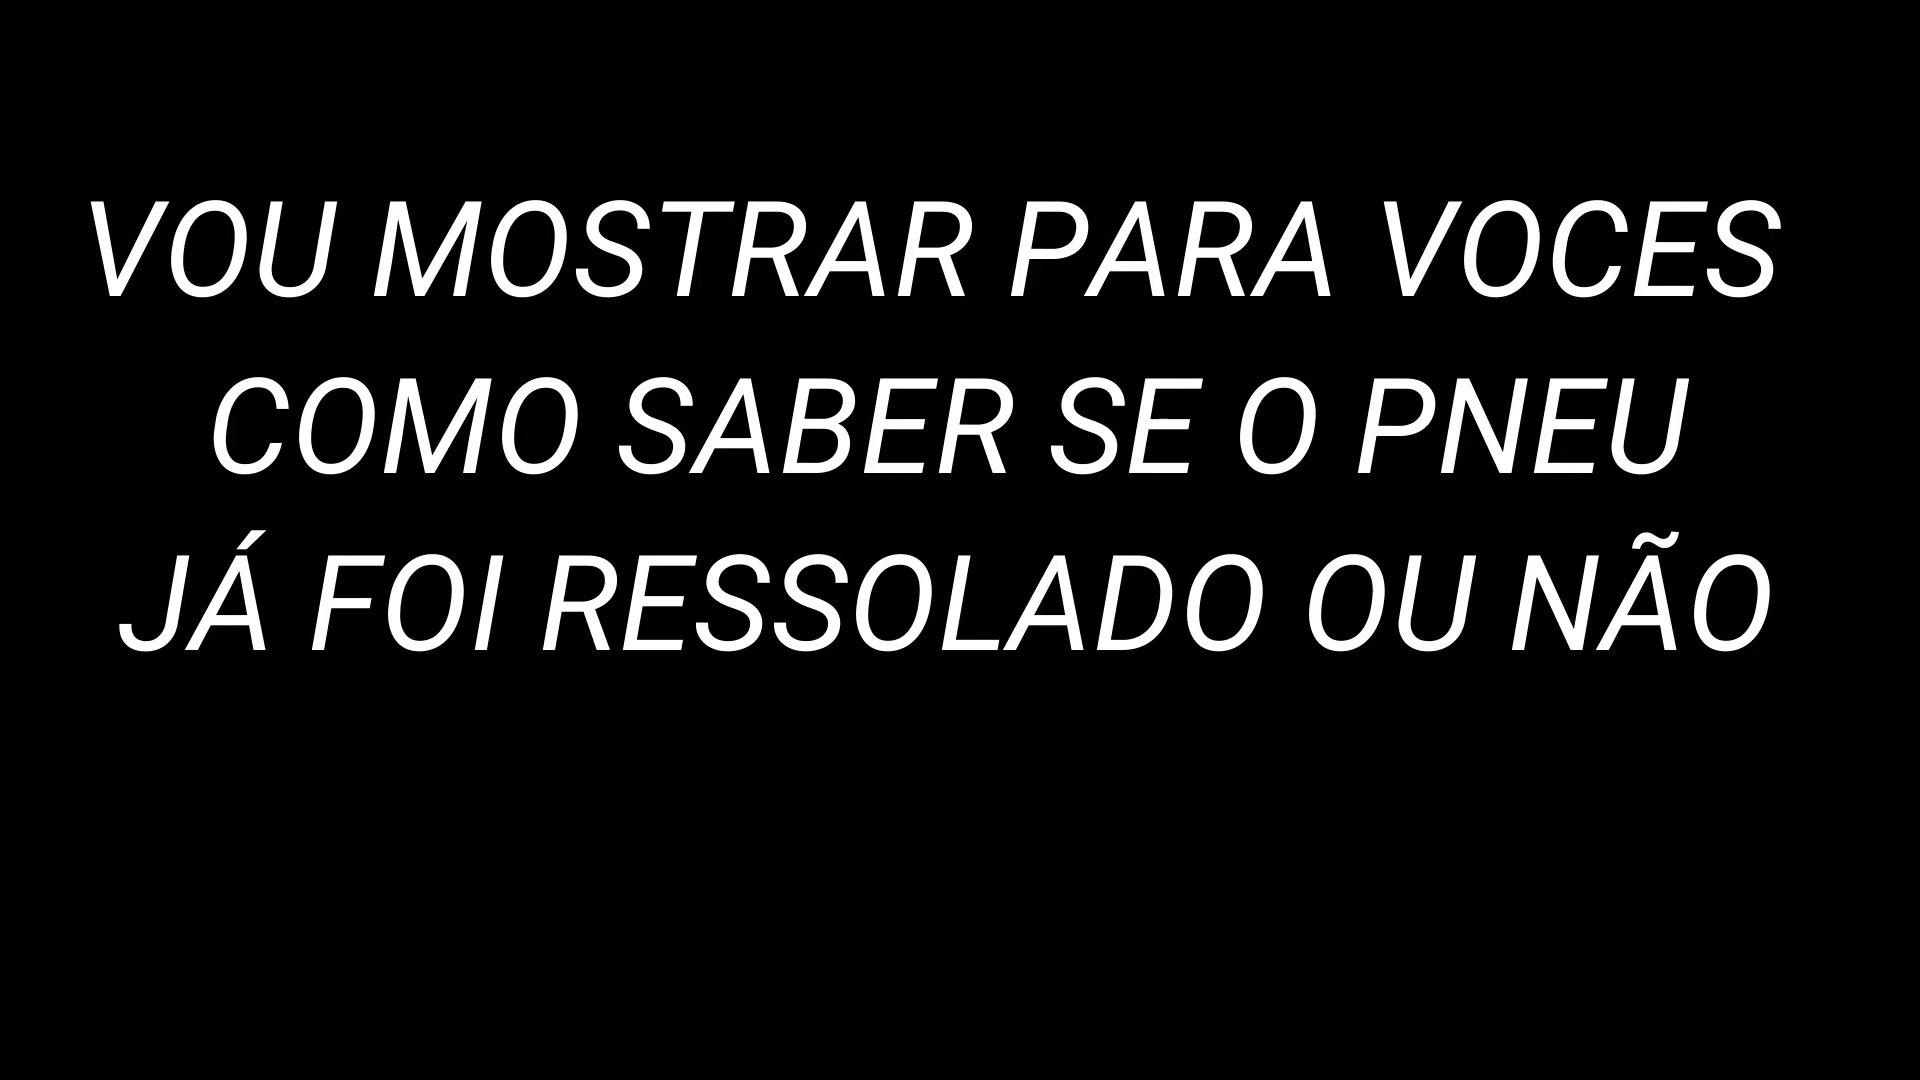 VOU MOSTRAR PARA VOCES
COMO SABER SE O PNEU
JÁ FOI RESSOLADO OU NÃO